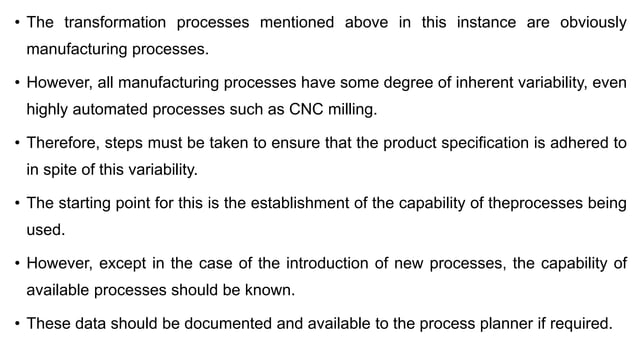 • The transformation processes mentioned above in this instance are obviously
manufacturing processes.
• However, all manufacturing processes have some degree of inherent variability, even
highly automated processes such as CNC milling.
• Therefore, steps must be taken to ensure that the product specification is adhered to
in spite of this variability.
• The starting point for this is the establishment of the capability of theprocesses being
used.
• However, except in the case of the introduction of new processes, the capability of
available processes should be known.
• These data should be documented and available to the process planner if required.